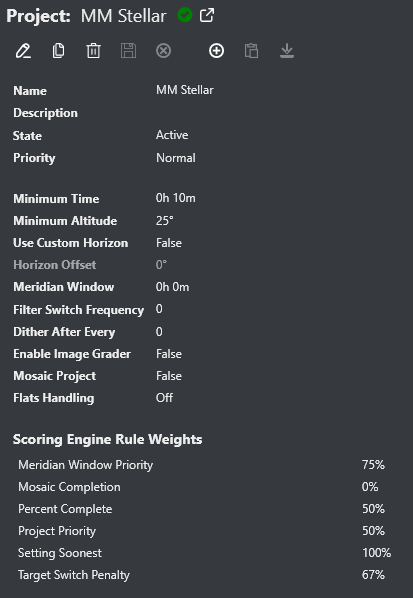 Project: MM Stellar
Name MM Stellar
Description
State Active
Priority Normal
Minimum Time 0h 10m
Minimum Altitude 25°
Use Custom Horizon False
Horizon Offset 0°
Meridian Window 0h 0m
Filter Switch Frequency 0
Dither After Every 0
Enable Image Grader False
Mosaic Project False
Flats Handling Off
Scoring Engine Rule Weights
Meridian Window Priority 75%
Mosaic Completion 0%
Percent Complete 50%
Project Priority 50%
Setting Soonest 100%
Target Switch Penalty 67%